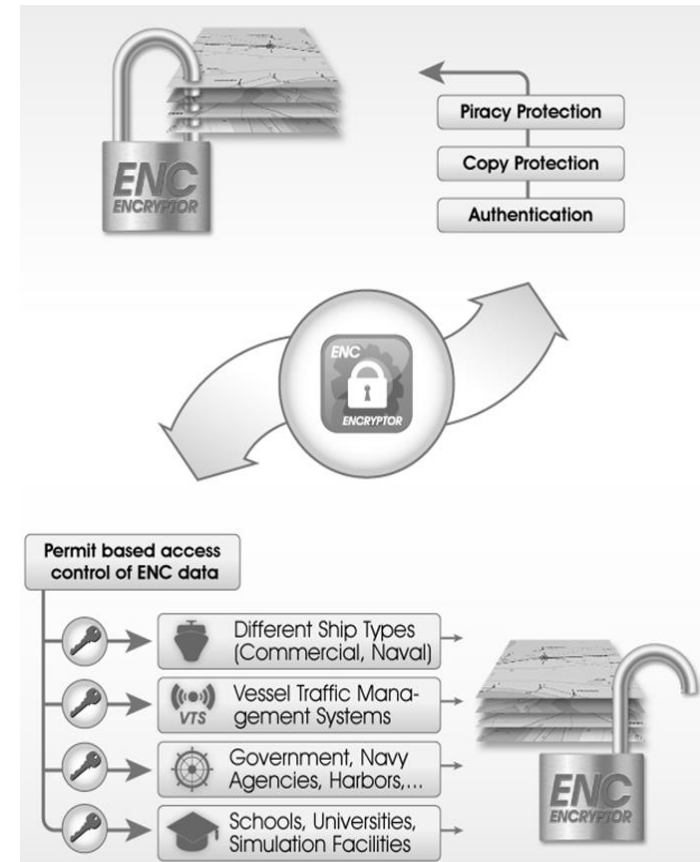 ENC
ENCRYPTOR
Piracy Protection
Copy Protection
Authentication
ENC
ENCRYPTOR
Permit based access
control of ENC data
Different Ship Types
(Commercial, Naval)
VTS
Vessel Traffic Mana-
gement Systems
Government, Navy
Agencies, Harbors,...
Schools, Universities,
Simulation Facilities
ENC
ENCRYPTOR